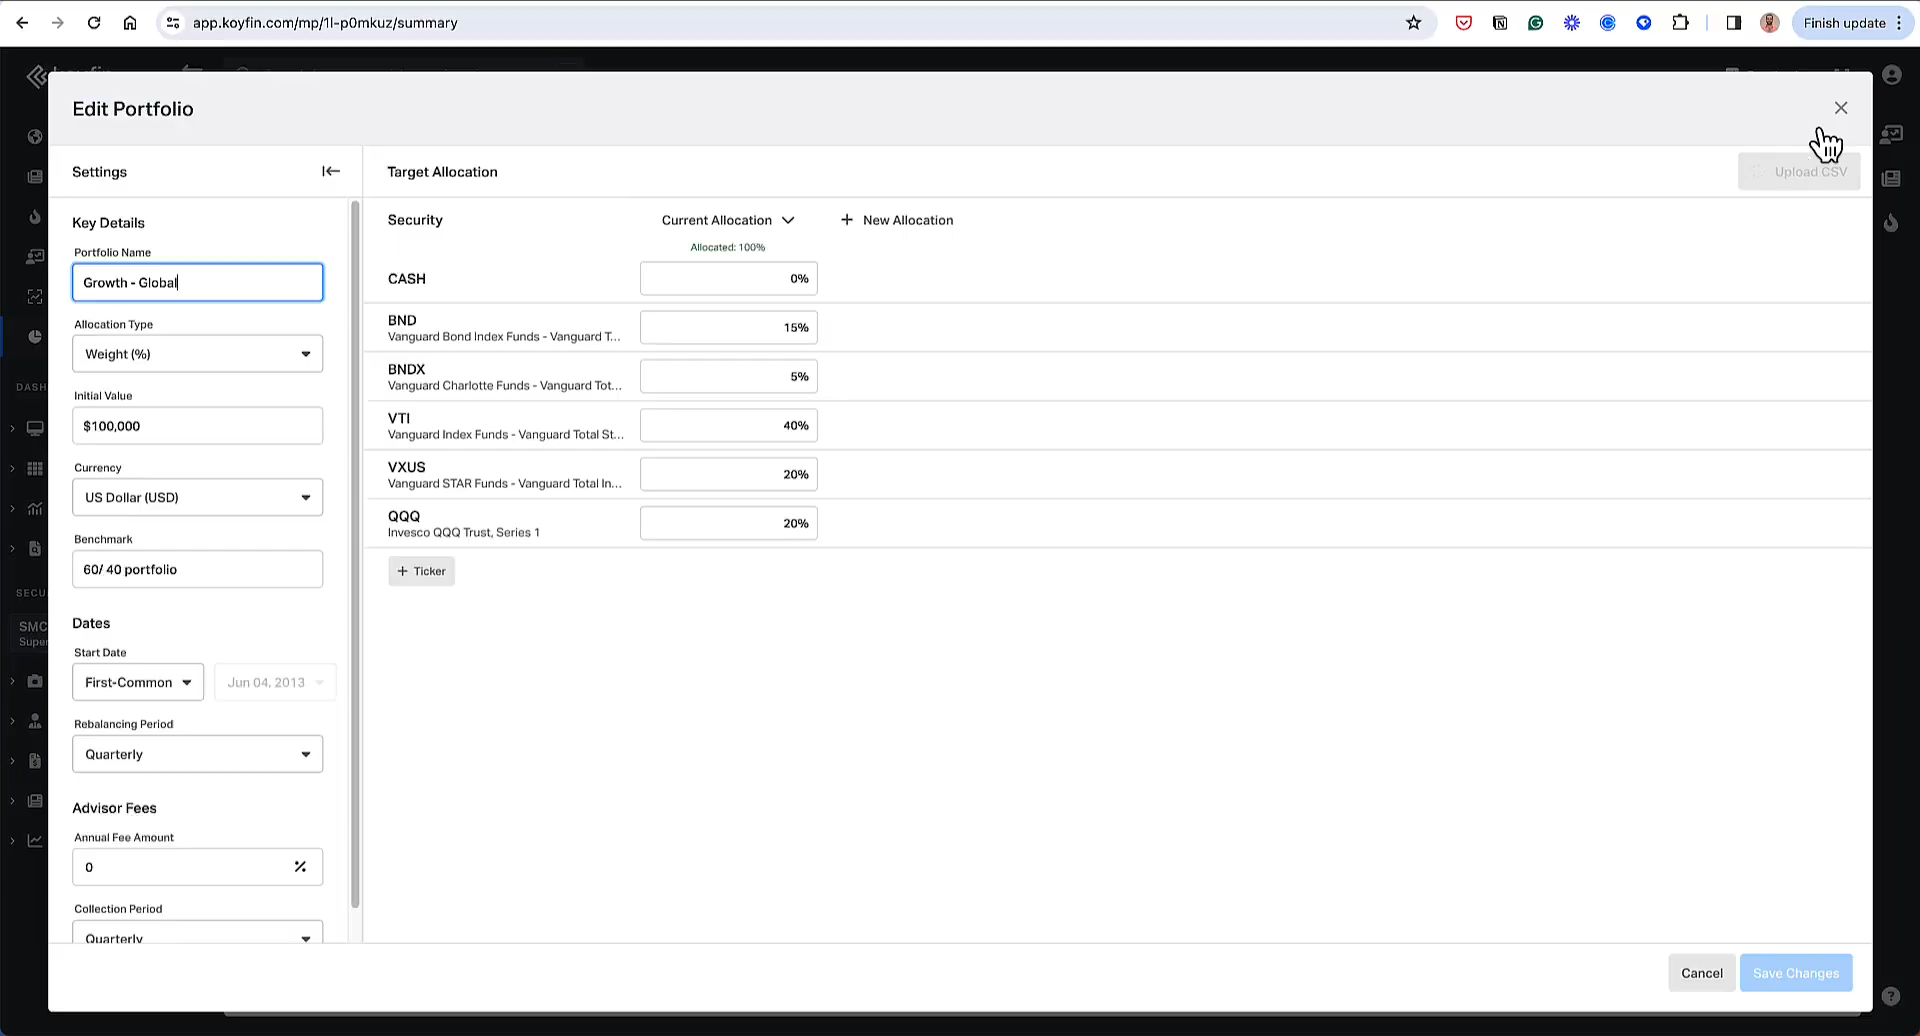 app.koyfin.com/mp/1l-p0mkuz/summary
Finish update
Edit Portfolio
Settings
Target Allocation
Upload CSV
Key Details
Security
Current Allocation
+ New Allocation
Allocated: 100%
Portfolio Name
Growth - Global
CASH
0%
Allocation Type
Weight (%)
BND
Vanguard Bond Index Funds - Vanguard T...
15%
BNDX
Vanguard Charlotte Funds - Vanguard Tot...
5%
Initial Value
$100,000
VTI
Vanguard Index Funds - Vanguard Total St...
40%
Currency
US Dollar (USD)
VXUS
Vanguard STAR Funds - Vanguard Total In...
20%
QQQ
Invesco QQQ Trust, Series 1
20%
Benchmark
60/ 40 portfolio
+ Ticker
Dates
Start Date
First-Common
Jun 04, 2013
Rebalancing Period
Quarterly
Advisor Fees
Annual Fee Amount
0
%
Collection Period
Quarterly
Cancel
Save Changes
DASH
SECU
SMC
Super